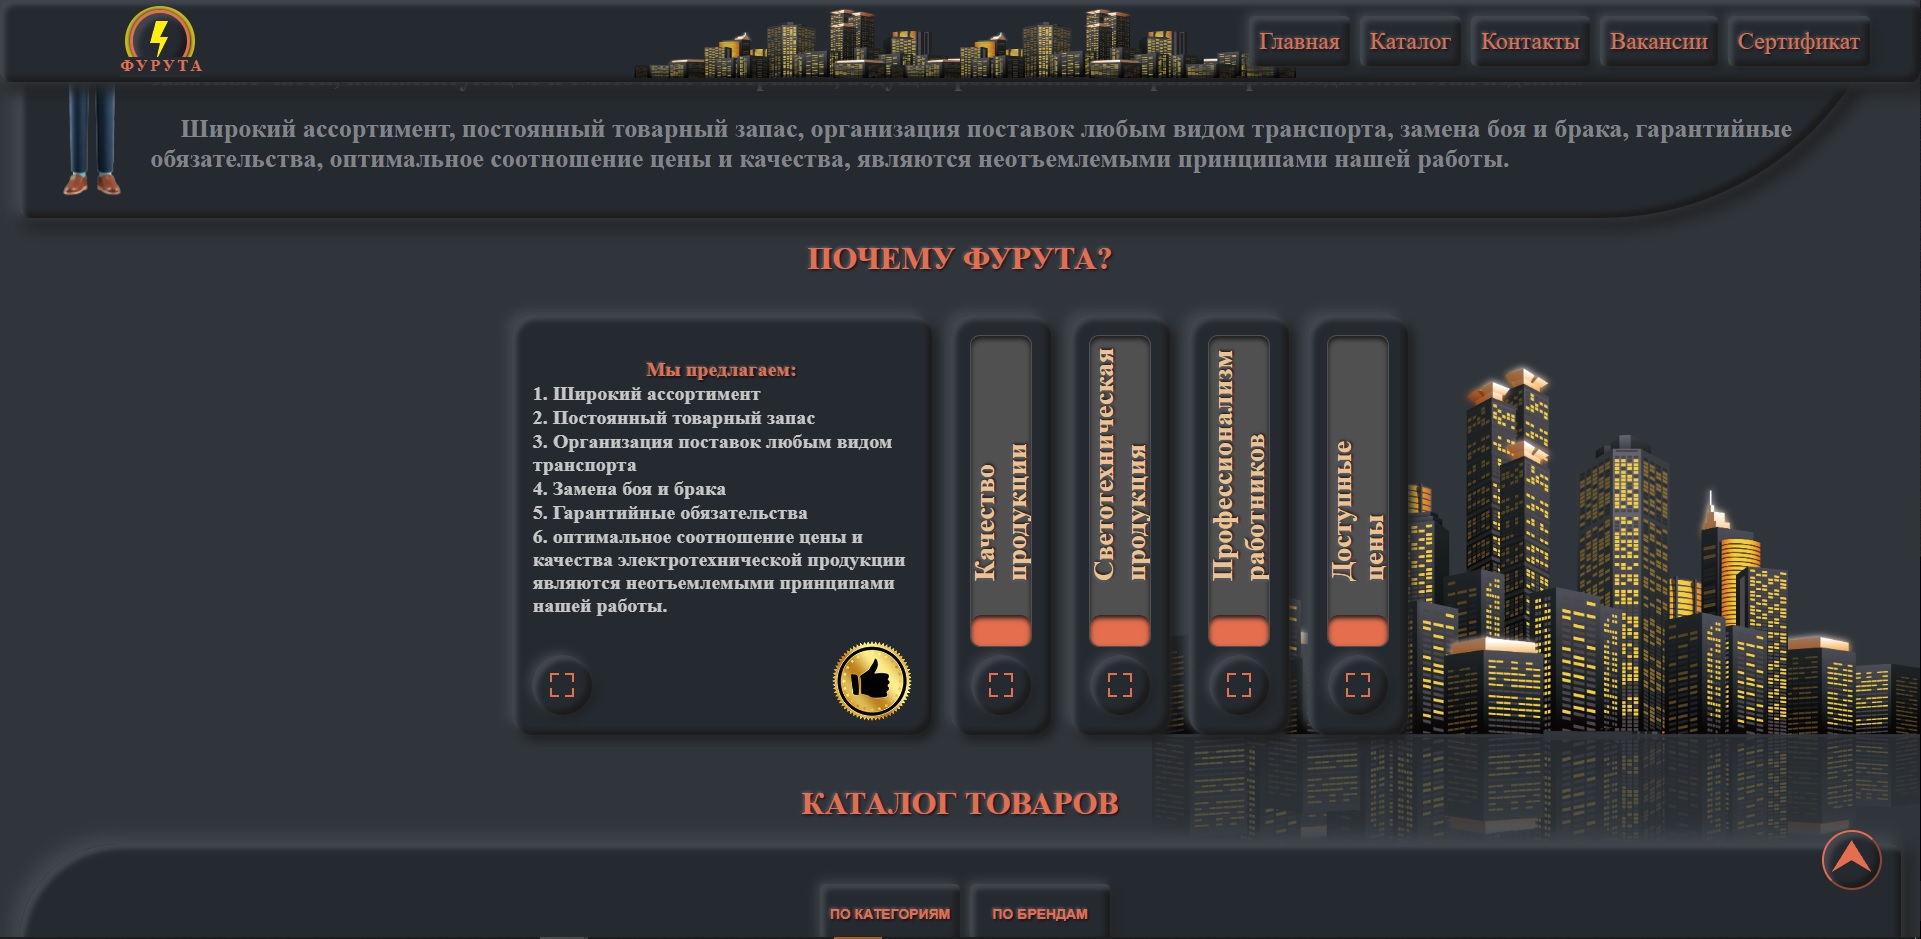 ФУРУТА
Главная
Каталог
Контакты
Вакансии
Сертификат
Широкий ассортимент, постоянный товарный запас, организация поставок любым видом транспорта, замена боя и брака, гарантийные
обязательства, оптимальное соотношение цены и качества, являются неотъемлемыми принципами нашей работы.
ПОЧЕМУ ФУРУТА?
Мы предлагаем:
1. Широкий ассортимент
2. Постоянный товарный запас
3. Организация поставок любым видом
транспорта
4. Замена боя и брака
5. Гарантийные обязательства
6. оптимальное соотношение цены и
качества электротехнической продукции
являются неотъемлемыми принципами
нашей работы.
Качество
продукции
Светотехническая
продукция
Профессионализм
работников
Доступные
цены
КАТАЛОГ ТОВАРОВ
ПО КАТЕГОРИЯМ
ПО БРЕНДАМ